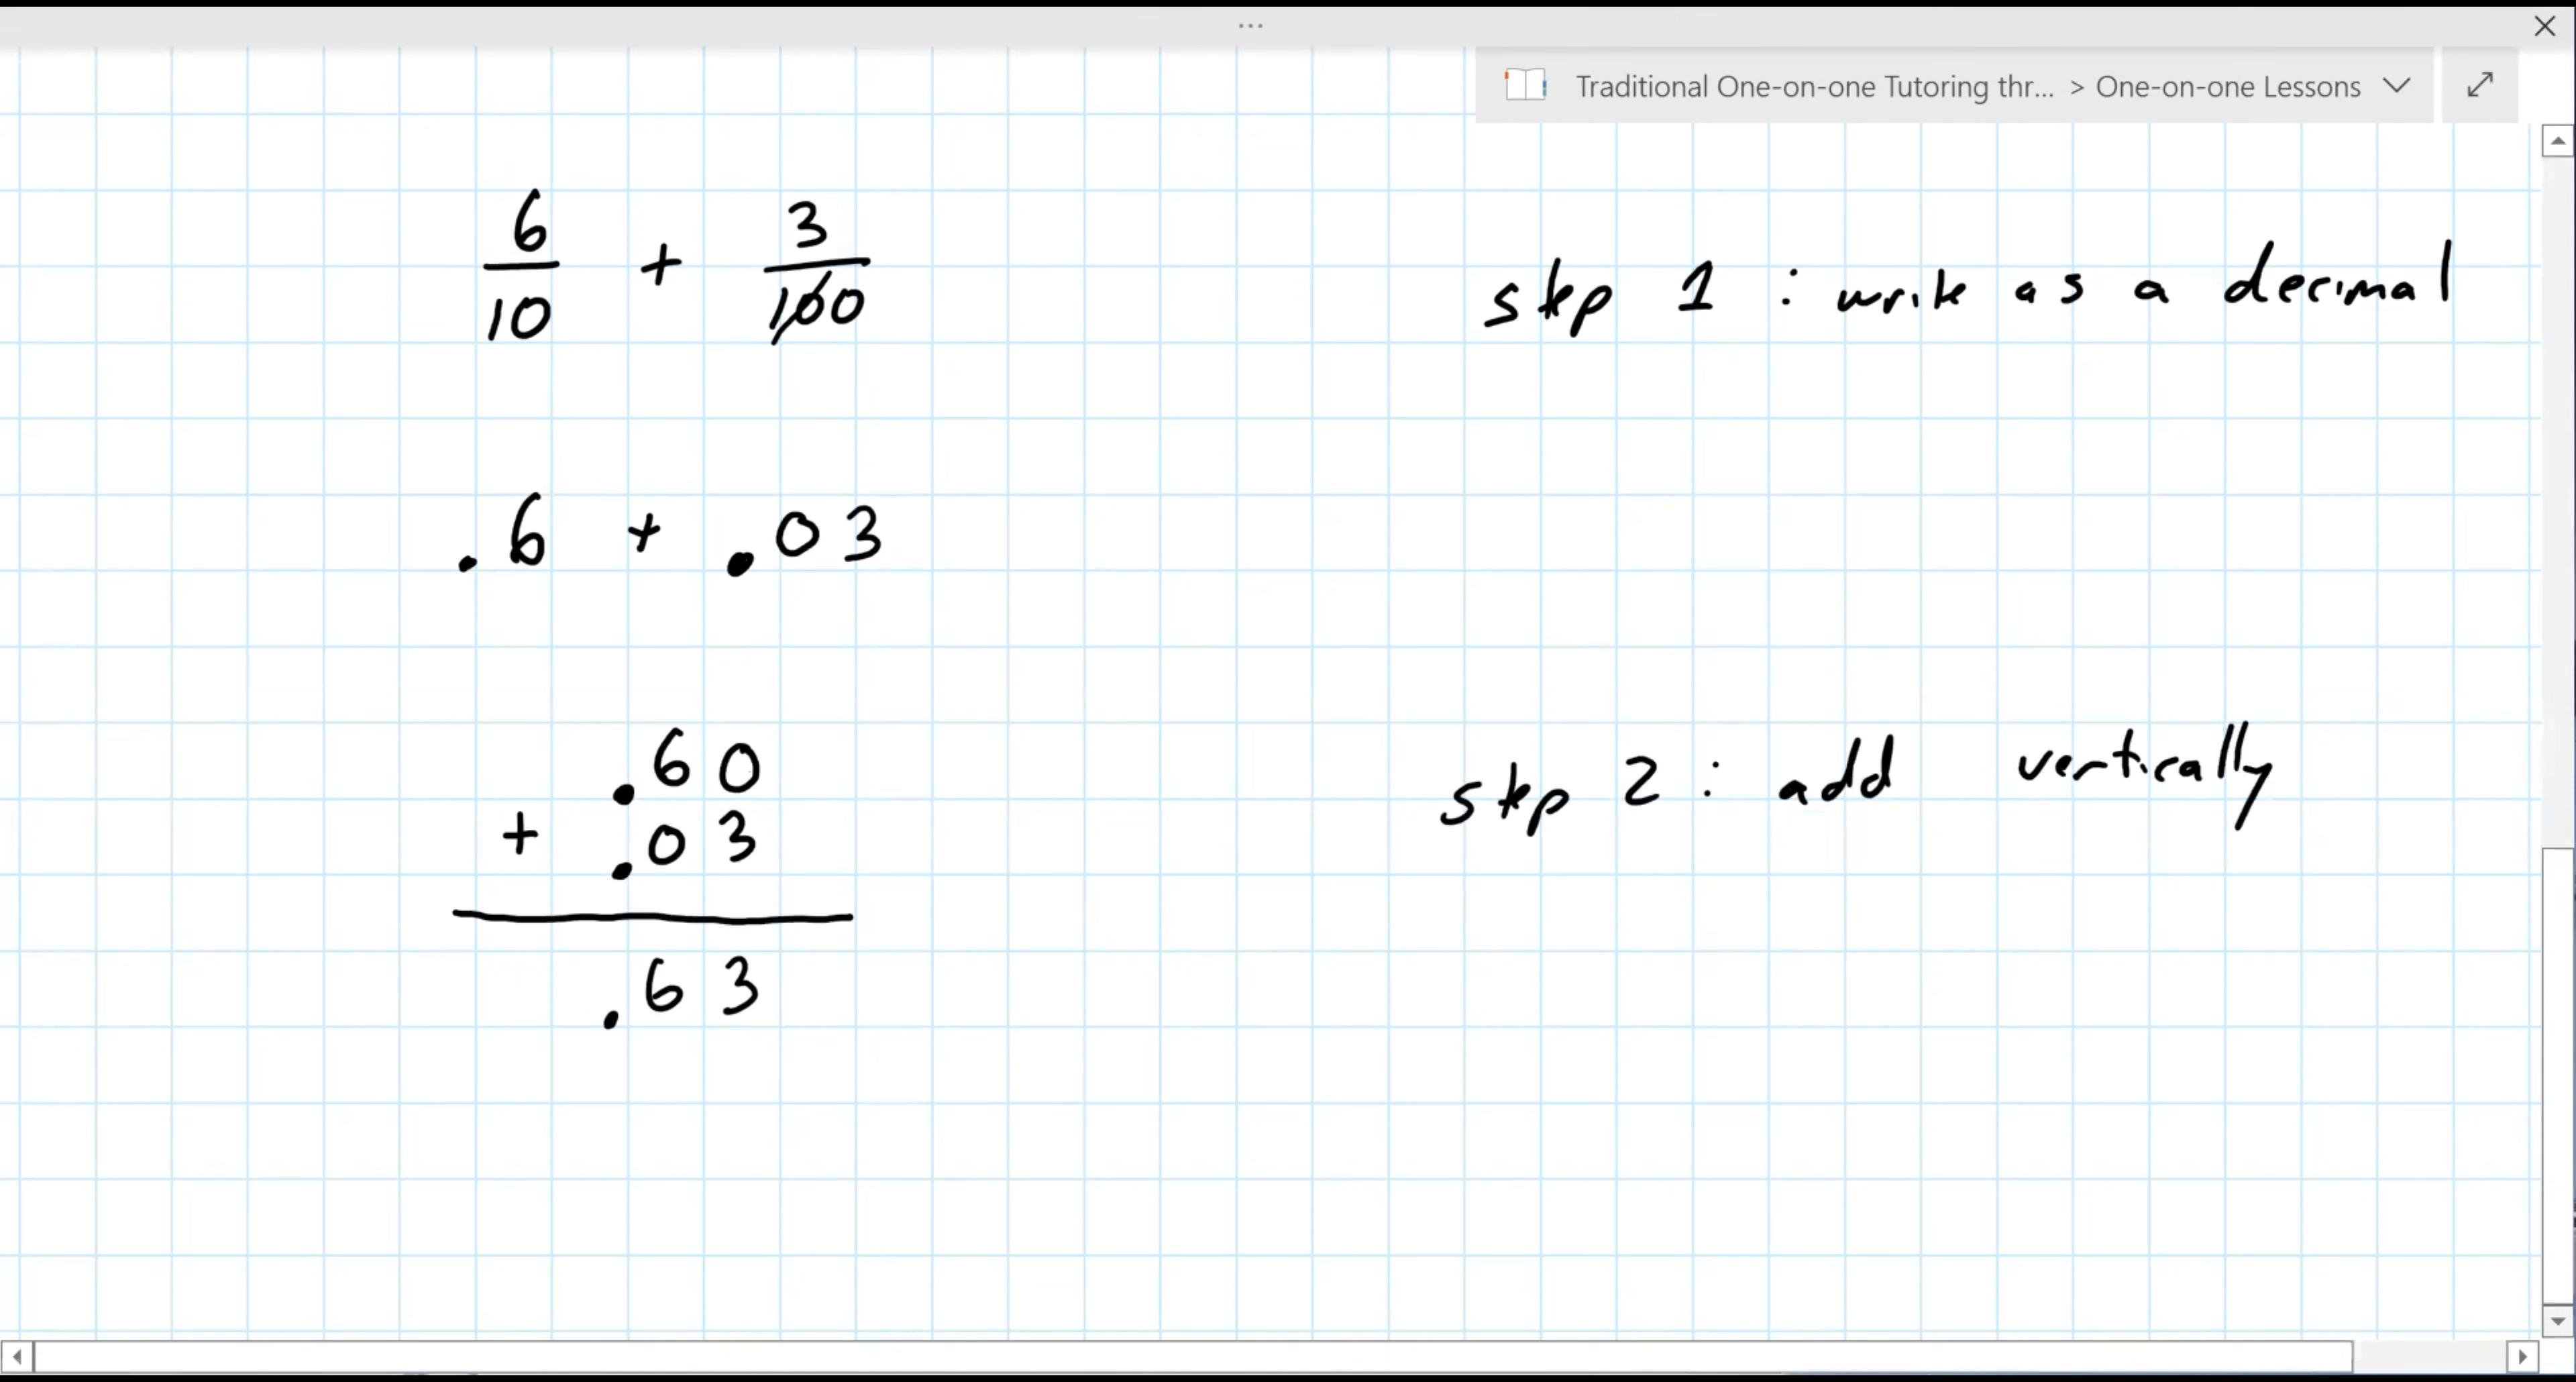 ...
Traditional One-on-one Tutoring thr... > One-on-one Lessons
6/10 + 3/100
step 1 : write as a decimal
.6 + .03
.60
+ .03
.63
step 2 : add vertically